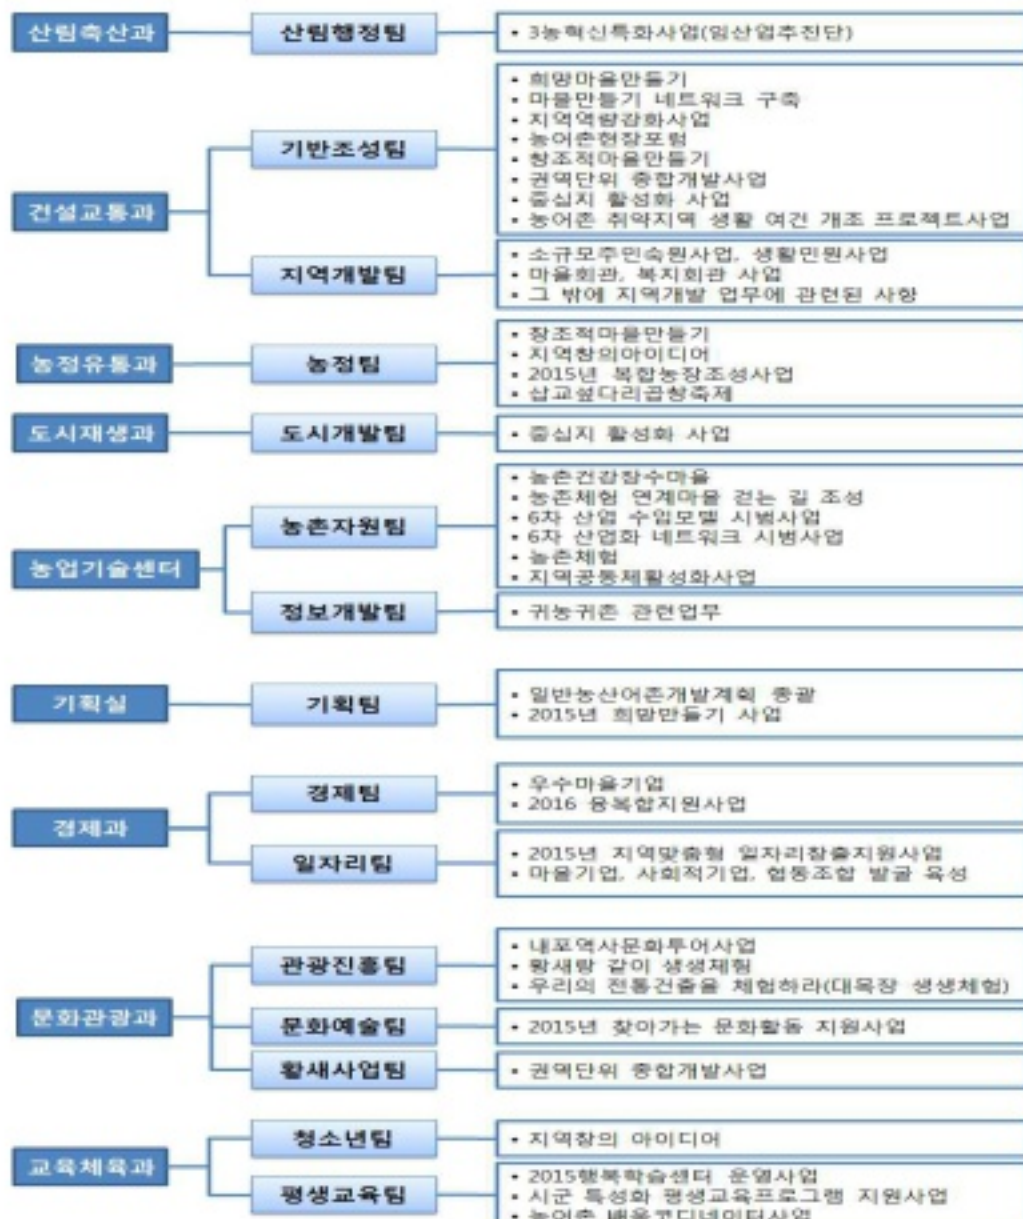 산림축산과
산림행정팀
• 3농혁신특화사업(임산업추진단)
건설교통과
기반조성팀
• 희망마을만들기
• 마을만들기 네트워크 구축
• 지역역량강화사업
• 농어촌현장포럼
• 창조적마을만들기
• 권역단위 종합개발사업
• 중심지 활성화 사업
• 농어촌 취약지역 생활 여건 개조 프로젝트사업
지역개발팀
• 소규모주민숙원사업, 생활민원사업
• 마을회관, 복지회관 사업
• 그 밖에 지역개발 업무에 관련된 사항
농정유통과
농정팀
• 창조적마을만들기
• 지역창의아이디어
• 2015년 복합농장조성사업
• 삽교섶다리곱창축제
도시재생과
도시개발팀
• 중심지 활성화 사업
농업기술센터
농촌자원팀
• 농촌건강장수마을
• 농촌체험 연계마을 걷는 길 조성
• 6차 산업 수입모델 시범사업
• 6차 산업화 네트워크 시범사업
• 농촌체험
• 지역공동체활성화사업
정보개발팀
• 귀농귀촌 관련업무
기획실
기획팀
• 일반농산어촌개발계획 총괄
• 2015년 희망만들기 사업
경제과
경제팀
• 우수마을기업
• 2016 융복합지원사업
일자리팀
• 2015년 지역맞춤형 일자리창출지원사업
• 마을기업, 사회적기업, 협동조합 발굴 육성
문화관광과
관광진흥팀
• 내포역사문화투어사업
• 황새랑 같이 생생체험
• 우리의 전통건축을 체험하라(대목장 생생체험)
문화예술팀
• 2015년 찾아가는 문화활동 지원사업
황새사업팀
• 권역단위 종합개발사업
교육체육과
청소년팀
• 지역창의 아이디어
평생교육팀
• 2015행복학습센터 운영사업
• 시군 특성화 평생교육프로그램 지원사업
• 농어촌 배움코디네이터사업